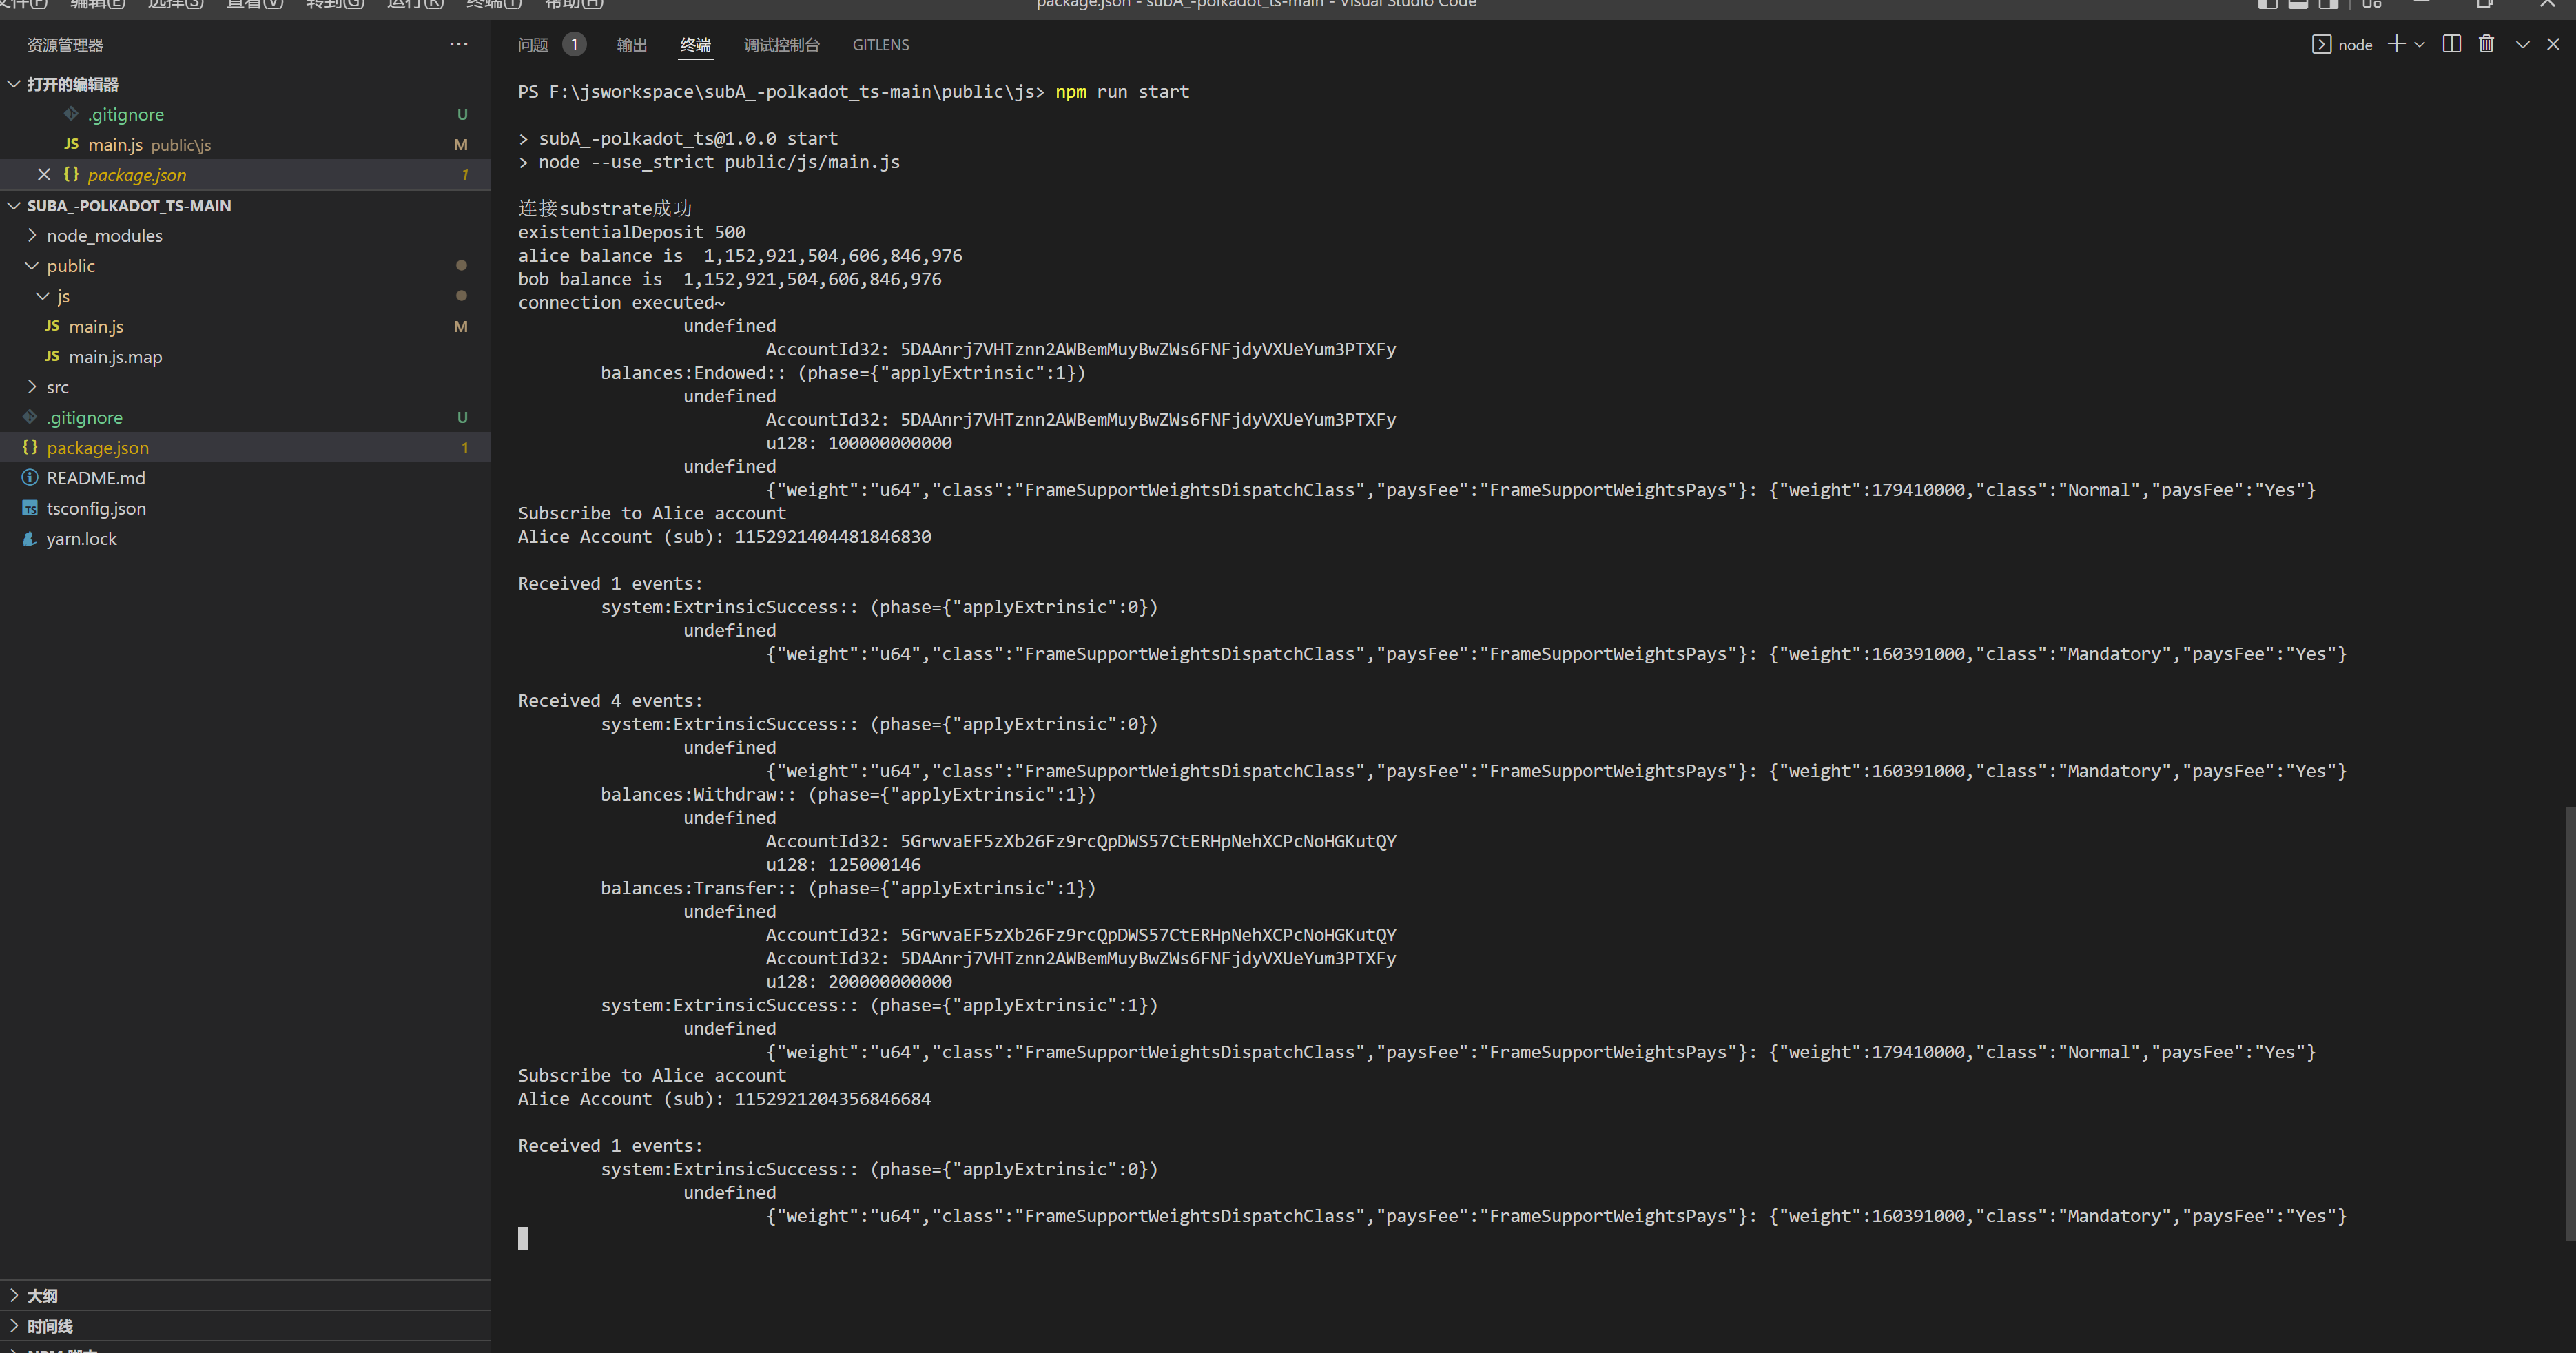 文件(F) 编辑(E) 选择(S) 查看(V) 转到(G) 运行(R) 终端(T) 帮助(H)
package.json - subA_-polkadot_ts-main - Visual Studio Code
资源管理器
打开的编辑器
.gitignore U
JS main.js public\js M
{} package.json 1
SUBA_-POLKADOT_TS-MAIN
node_modules
public
js
JS main.js M
JS main.js.map
src
.gitignore U
{} package.json 1
README.md
TS tsconfig.json
yarn.lock
大纲
时间线
问题 1 输出 终端 调试控制台 GITLENS
node
PS F:\jsworkspace\subA_-polkadot_ts-main\public\js> npm run start
> subA_-polkadot_ts@1.0.0 start
> node --use_strict public/js/main.js
连接substrate成功
existentialDeposit 500
alice balance is  1,152,921,504,606,846,976
bob balance is  1,152,921,504,606,846,976
connection executed~
undefined
AccountId32: 5DAAnrj7VHTznn2AWBemMuyBwZWs6FNFjdyVXUeYum3PTXFy
balances:Endowed:: (phase={"applyExtrinsic":1})
undefined
AccountId32: 5DAAnrj7VHTznn2AWBemMuyBwZWs6FNFjdyVXUeYum3PTXFy
u128: 100000000000
undefined
{"weight":"u64","class":"FrameSupportWeightsDispatchClass","paysFee":"FrameSupportWeightsPays"}: {"weight":179410000,"class":"Normal","paysFee":"Yes"}
Subscribe to Alice account
Alice Account (sub): 1152921404481846830
Received 1 events:
system:ExtrinsicSuccess:: (phase={"applyExtrinsic":0})
undefined
{"weight":"u64","class":"FrameSupportWeightsDispatchClass","paysFee":"FrameSupportWeightsPays"}: {"weight":160391000,"class":"Mandatory","paysFee":"Yes"}
Received 4 events:
system:ExtrinsicSuccess:: (phase={"applyExtrinsic":0})
undefined
{"weight":"u64","class":"FrameSupportWeightsDispatchClass","paysFee":"FrameSupportWeightsPays"}: {"weight":160391000,"class":"Mandatory","paysFee":"Yes"}
balances:Withdraw:: (phase={"applyExtrinsic":1})
undefined
AccountId32: 5GrwvaEF5zXb26Fz9rcQpDWS57CtERHpNehXCPcNoHGKutQY
u128: 125000146
balances:Transfer:: (phase={"applyExtrinsic":1})
undefined
AccountId32: 5GrwvaEF5zXb26Fz9rcQpDWS57CtERHpNehXCPcNoHGKutQY
AccountId32: 5DAAnrj7VHTznn2AWBemMuyBwZWs6FNFjdyVXUeYum3PTXFy
u128: 200000000000
system:ExtrinsicSuccess:: (phase={"applyExtrinsic":1})
undefined
{"weight":"u64","class":"FrameSupportWeightsDispatchClass","paysFee":"FrameSupportWeightsPays"}: {"weight":179410000,"class":"Normal","paysFee":"Yes"}
Subscribe to Alice account
Alice Account (sub): 1152921204356846684
Received 1 events:
system:ExtrinsicSuccess:: (phase={"applyExtrinsic":0})
undefined
{"weight":"u64","class":"FrameSupportWeightsDispatchClass","paysFee":"FrameSupportWeightsPays"}: {"weight":160391000,"class":"Mandatory","paysFee":"Yes"}